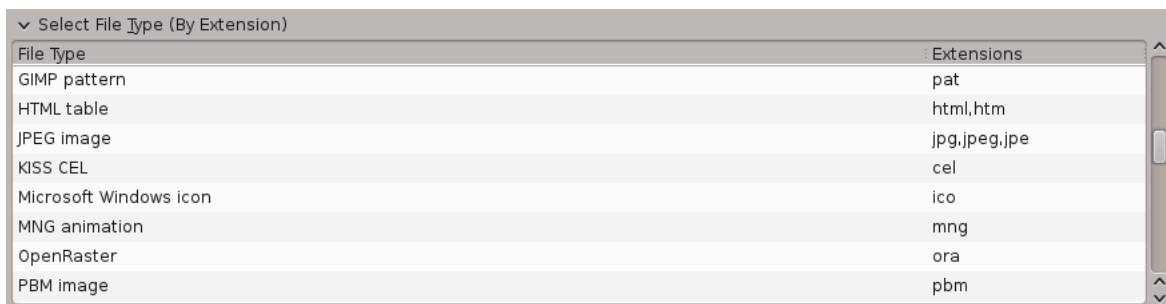 Select File Type (By Extension)
File Type Extensions
GIMP pattern pat
HTML table html,htm
JPEG image jpg,jpeg,jpe
KISS CEL cel
Microsoft Windows icon ico
MNG animation mng
OpenRaster ora
PBM image pbm